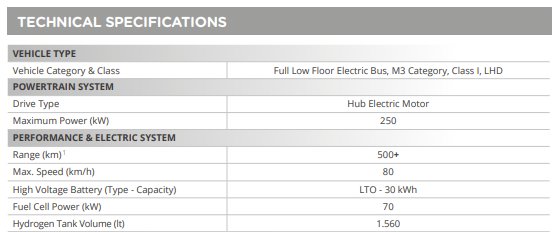 TECHNICAL SPECIFICATIONS
VEHICLE TYPE
Vehicle Category & Class Full Low Floor Electric Bus, M3 Category, Class I, LHD
POWERTRAIN SYSTEM
Drive Type Hub Electric Motor
Maximum Power (kW) 250
PERFORMANCE & ELECTRIC SYSTEM
Range (km)¹ 500+
Max. Speed (km/h) 80
High Voltage Battery (Type - Capacity) LTO - 30 kWh
Fuel Cell Power (kW) 70
Hydrogen Tank Volume (lt) 1.560